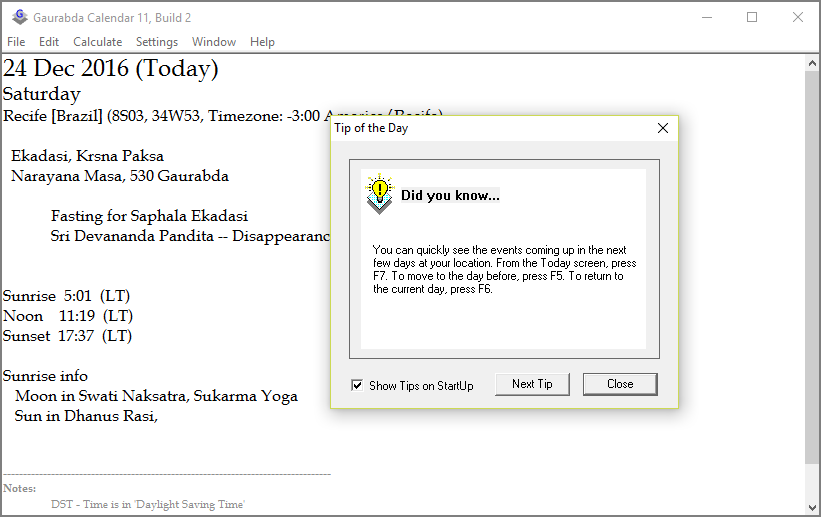 Gaurabda Calendar 11, Build 2
File Edit Calculate Settings Window Help
24 Dec 2016 (Today)
Saturday
Recife [Brazil] (8S03, 34W53, Timezone: -3:00 America (Recife)
Ekadasi, Krsna Paksa
Narayana Masa, 530 Gaurabda
Fasting for Saphala Ekadasi
Sri Devananda Pandita -- Disappearanc
Sunrise 5:01 (LT)
Noon 11:19 (LT)
Sunset 17:37 (LT)
Sunrise info
Moon in Swati Naksatra, Sukarma Yoga
Sun in Dhanus Rasi,
Notes:
DST - Time is in 'Daylight Saving Time'
Tip of the Day
Did you know...
You can quickly see the events coming up in the next
few days at your location. From the Today screen, press
F7. To move to the day before, press F5. To return to
the current day, press F6.
Show Tips on StartUp
Next Tip
Close